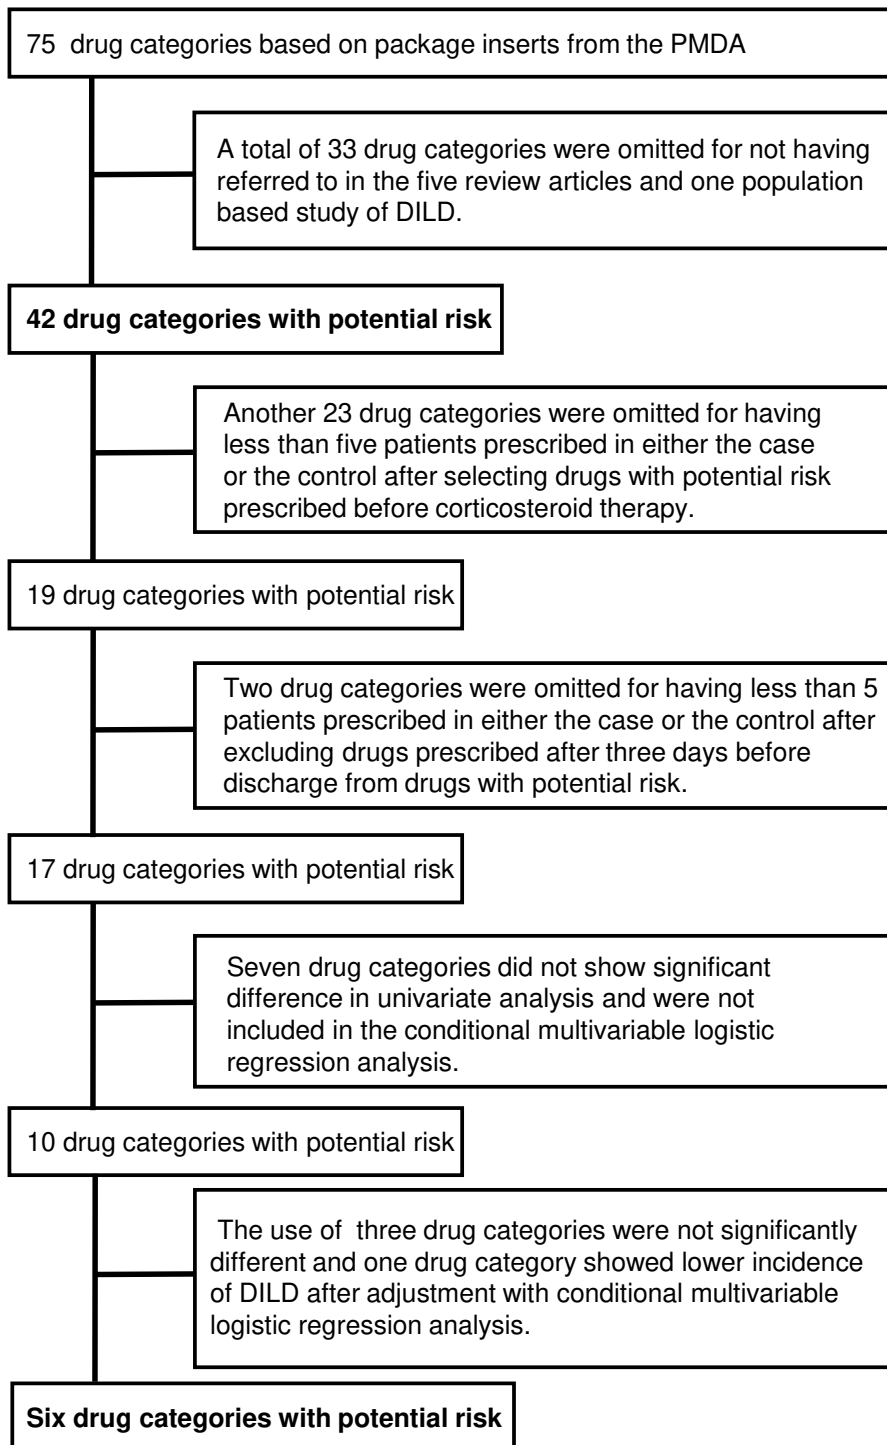 75 drug categories based on package inserts from the PMDA
A total of 33 drug categories were omitted for not having
referred to in the five review articles and one population
based study of DILD.
42 drug categories with potential risk
Another 23 drug categories were omitted for having
less than five patients prescribed in either the case
or the control after selecting drugs with potential risk
prescribed before corticosteroid therapy.
19 drug categories with potential risk
Two drug categories were omitted for having less than 5
patients prescribed in either the case or the control after
excluding drugs prescribed after three days before
discharge from drugs with potential risk.
17 drug categories with potential risk
Seven drug categories did not show significant
difference in univariate analysis and were not
included in the conditional multivariable logistic
regression analysis.
10 drug categories with potential risk
The use of three drug categories were not significantly
different and one drug category showed lower incidence
of DILD after adjustment with conditional multivariable
logistic regression analysis.
Six drug categories with potential risk